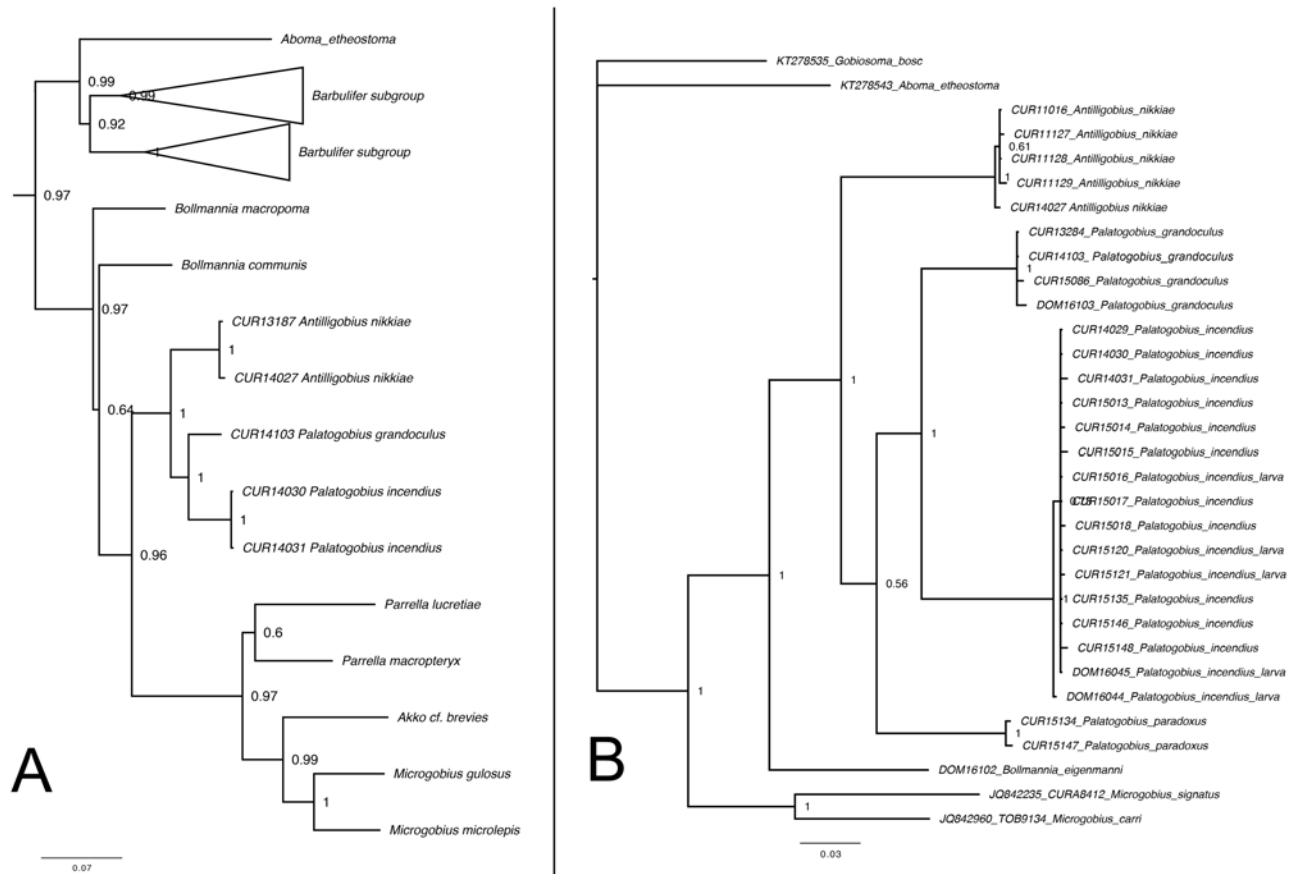 Aboma_etheostoma
0.99
0.99
Barbulifer subgroup
0.92
1
Barbulifer subgroup
0.97
Bollmannia macropoma
Bollmannia communis
0.97
CUR13187 Antilligobius nikkiae
1
CUR14027 Antilligobius nikkiae
0.64
1
CUR14103 Palatogobius grandoculus
1
CUR14030 Palatogobius incendius
1
CUR14031 Palatogobius incendius
0.96
Parrella lucretiae
0.6
Parrella macropteryx
0.97
Akko cf. brevies
0.99
Microgobius gulosus
1
Microgobius microlepis
A
0.07
KT278535_Gobiosoma_bosc
KT278543_Aboma_etheostoma
CUR11016_Antilligobius_nikkiae
CUR11127_Antilligobius_nikkiae
0.61
CUR11128_Antilligobius_nikkiae
1
CUR11129_Antilligobius_nikkiae
CUR14027 Antilligobius nikkiae
CUR13284_Palatogobius_grandoculus
CUR14103_ Palatogobius_grandoculus
1
CUR15086_Palatogobius_grandoculus
DOM16103_Palatogobius_grandoculus
CUR14029_Palatogobius_incendius
CUR14030_Palatogobius_incendius
1
CUR14031_Palatogobius_incendius
CUR15013_Palatogobius_incendius
CUR15014_Palatogobius_incendius
1
CUR15015_Palatogobius_incendius
CUR15016_Palatogobius_incendius_larva
CUR15017_Palatogobius_incendius
CUR15018_Palatogobius_incendius
CUR15120_Palatogobius_incendius_larva
1
0.56
CUR15121_Palatogobius_incendius_larva
1
CUR15135_Palatogobius_incendius
CUR15146_Palatogobius_incendius
CUR15148_Palatogobius_incendius
DOM16045_Palatogobius_incendius_larva
1
DOM16044_Palatogobius_incendius_larva
CUR15134_Palatogobius_paradoxus
1
CUR15147_Palatogobius_paradoxus
DOM16102_Bollmannia_eigenmanni
JQ842235_CURA8412_Microgobius_signatus
1
JQ842960_TOB9134_Microgobius_carri
B
0.03